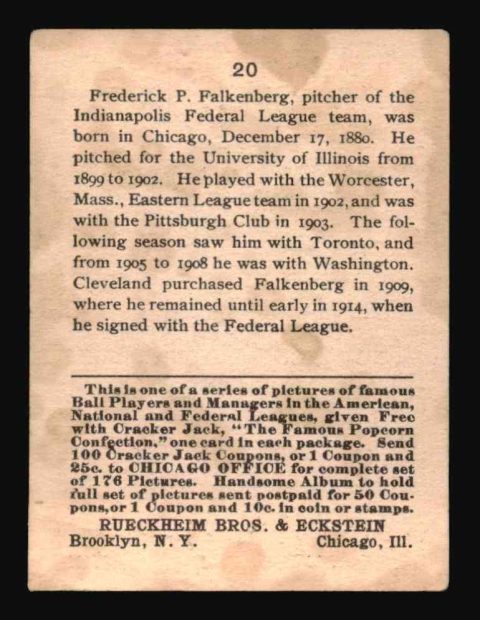 20
Frederick P. Falkenberg, pitcher of the
Indianapolis Federal League team, was
born in Chicago, December 17, 1880. He
pitched for the University of Illinois from
1899 to 1902. He played with the Worcester,
Mass., Eastern League team in 1902, and was
with the Pittsburgh Club in 1903. The fol-
lowing season saw him with Toronto, and
from 1905 to 1908 he was with Washington.
Cleveland purchased Falkenberg in 1909,
where he remained until early in 1914, when
he signed with the Federal League.
This is one of a series of pictures of famous
Ball Players and Managers in the American,
National and Federal Leagues, given Free
with Cracker Jack, "The Famous Popcorn
Confection," one card in each package. Send
100 Cracker Jack Coupons, or 1 Coupon and
25c. to CHICAGO OFFICE for complete set
of 176 Pictures. Handsome Album to hold
full set of pictures sent postpaid for 50 Cou-
pons, or 1 Coupon and 10c. in coin or stamps.
RUECKHEIM BROS. & ECKSTEIN
Brooklyn, N. Y. Chicago, Ill.